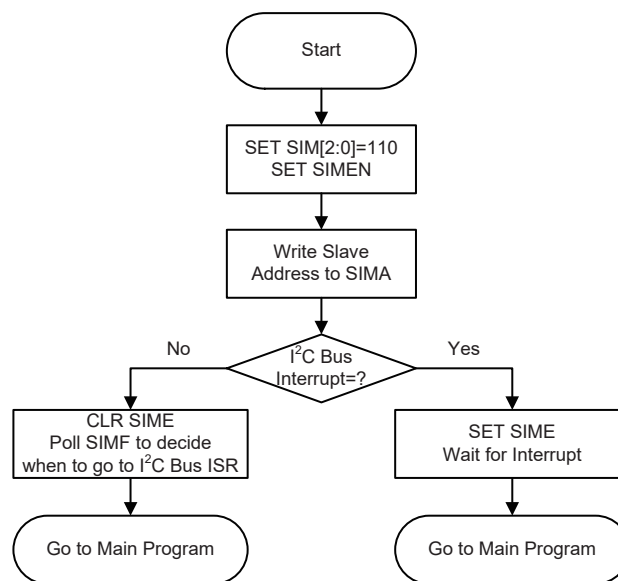 Start
SET SIM[2:0]=110
SET SIMEN
Write Slave
Address to SIMA
No
I²C Bus
Interrupt=?
Yes
CLR SIME
Poll SIMF to decide
when to go to I²C Bus ISR
SET SIME
Wait for Interrupt
Go to Main Program
Go to Main Program